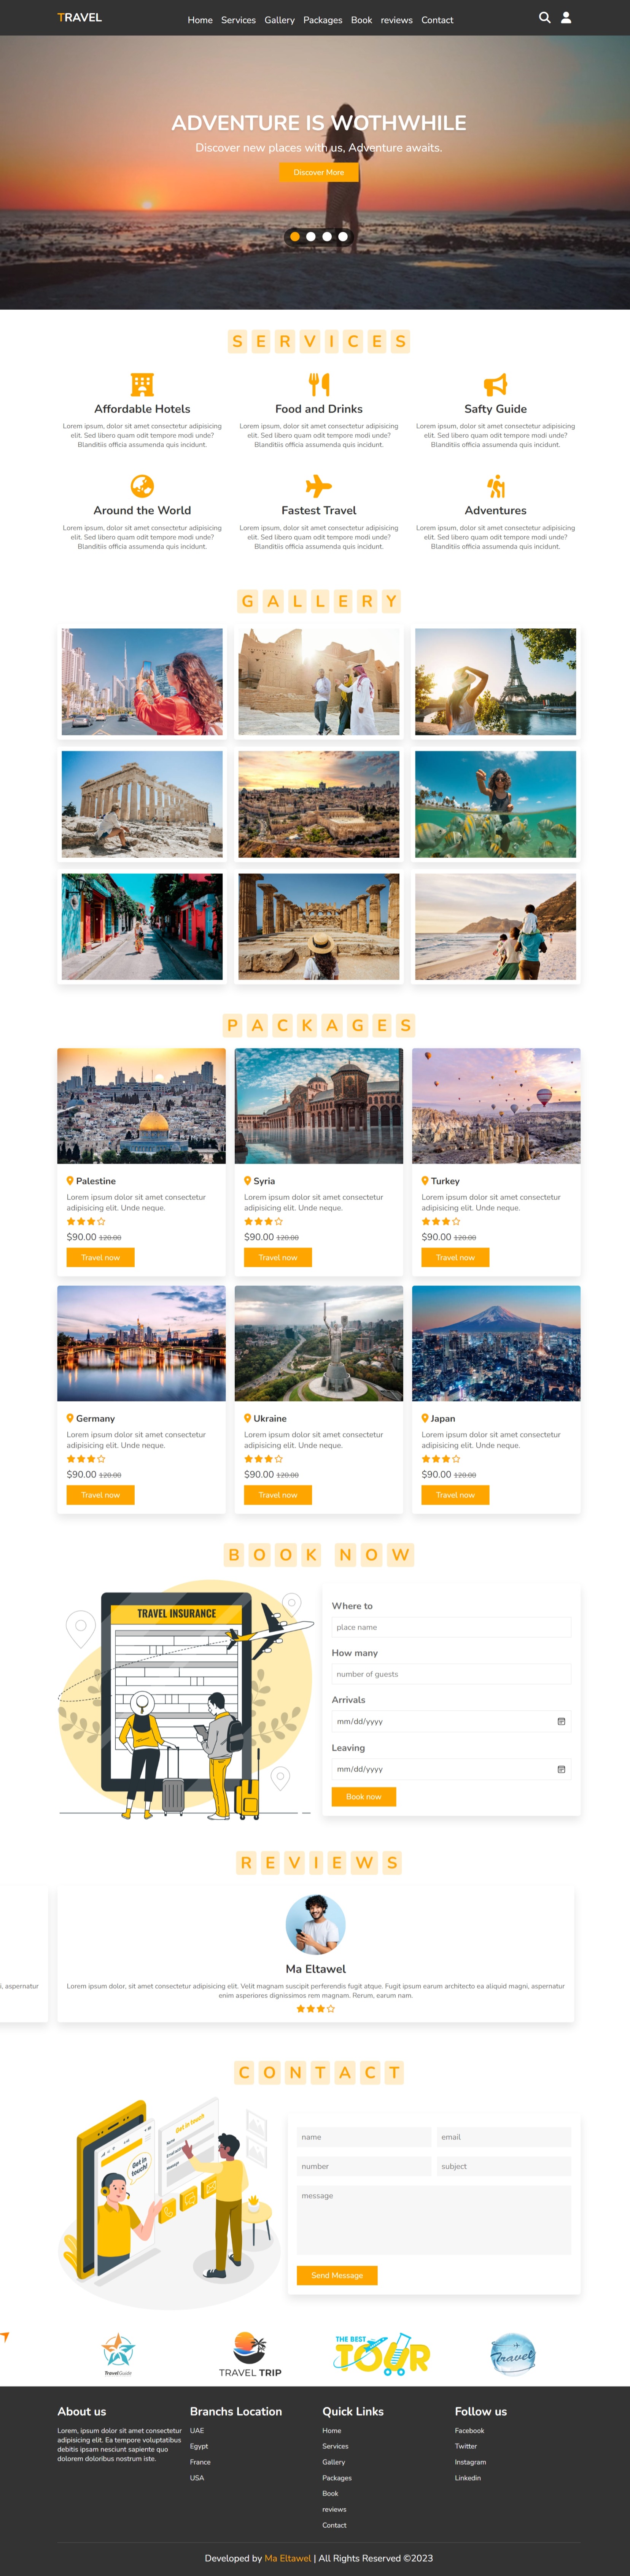 TRAVEL
Home Services Gallery Packages Book reviews Contact
ADVENTURE IS WOTHWHILE
Discover new places with us, Adventure awaits.
Discover More
SERVICES
Affordable Hotels
Lorem ipsum, dolor sit amet consectetur adipisicing
elit. Sed libero quam odit tempore modi unde?
Blanditiis officia assumenda quis incidunt.
Food and Drinks
Lorem ipsum, dolor sit amet consectetur adipisicing
elit. Sed libero quam odit tempore modi unde?
Blanditiis officia assumenda quis incidunt.
Safty Guide
Lorem ipsum, dolor sit amet consectetur adipisicing
elit. Sed libero quam odit tempore modi unde?
Blanditiis officia assumenda quis incidunt.
Around the World
Lorem ipsum, dolor sit amet consectetur adipisicing
elit. Sed libero quam odit tempore modi unde?
Blanditiis officia assumenda quis incidunt.
Fastest Travel
Lorem ipsum, dolor sit amet consectetur adipisicing
elit. Sed libero quam odit tempore modi unde?
Blanditiis officia assumenda quis incidunt.
Adventures
Lorem ipsum, dolor sit amet consectetur adipisicing
elit. Sed libero quam odit tempore modi unde?
Blanditiis officia assumenda quis incidunt.
GALLERY
PACKAGES
Palestine
Lorem ipsum dolor sit amet consectetur
adipisicing elit. Unde neque.
$90.00 120.00
Travel now
Syria
Lorem ipsum dolor sit amet consectetur
adipisicing elit. Unde neque.
$90.00 120.00
Travel now
Turkey
Lorem ipsum dolor sit amet consectetur
adipisicing elit. Unde neque.
$90.00 120.00
Travel now
Germany
Lorem ipsum dolor sit amet consectetur
adipisicing elit. Unde neque.
$90.00 120.00
Travel now
Ukraine
Lorem ipsum dolor sit amet consectetur
adipisicing elit. Unde neque.
$90.00 120.00
Travel now
Japan
Lorem ipsum dolor sit amet consectetur
adipisicing elit. Unde neque.
$90.00 120.00
Travel now
BOOK NOW
TRAVEL INSURANCE
Where to
place name
How many
number of guests
Arrivals
mm/dd/yyyy
Leaving
mm/dd/yyyy
Book now
REVIEWS
i, aspernatur
Ma Eltawel
Lorem ipsum dolor, sit amet consectetur adipisicing elit. Velit magnam suscipit perferendis fugit atque. Fugit ipsum earum architecto ea aliquid magni, aspernatur
enim asperiores dignissimos rem magnam. Rerum, earum nam.
CONTACT
Get in touch
Get in
touch!
name
email
number
subject
message
Send Message
TravelGuide
TRAVEL TRIP
THE BEST
TOUR
Travel
About us
Lorem, ipsum dolor sit amet consectetur
adipisicing elit. Ea tempore voluptatibus
debitis ipsam nesciunt sapiente quo
dolorem doloribus nostrum iste.
Branchs Location
UAE
Egypt
France
USA
Quick Links
Home
Services
Gallery
Packages
Book
reviews
Contact
Follow us
Facebook
Twitter
Instagram
Linkedin
Developed by Ma Eltawel | All Rights Reserved ©2023